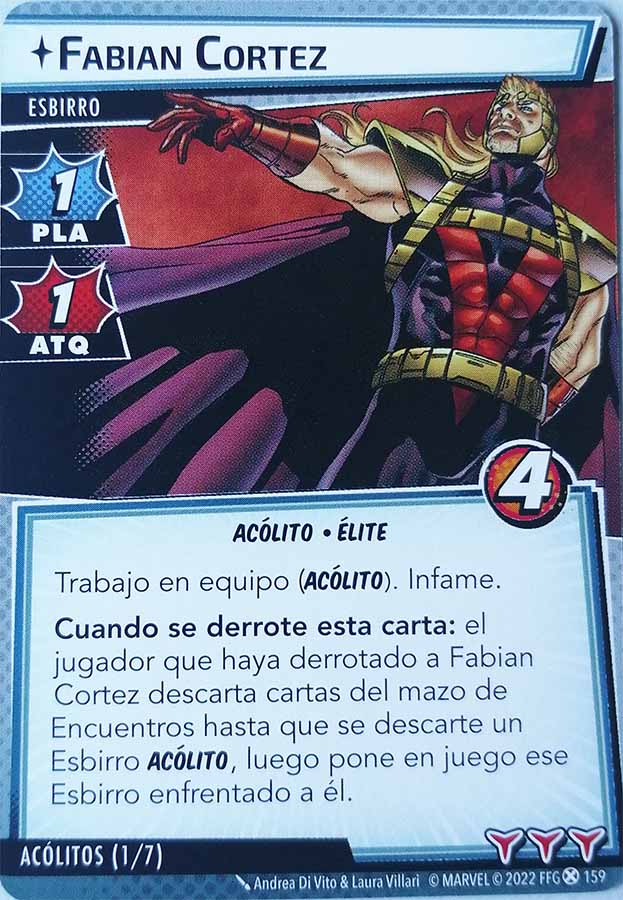 FABIAN CORTEZ
ESBIRRO
1
PLA
1
ATQ
4
ACÓLITO • ÉLITE
Trabajo en equipo (ACÓLITO). Infame.
Cuando se derrote esta carta: el
jugador que haya derrotado a Fabian
Cortez descarta cartas del mazo de
Encuentros hasta que se descarte un
Esbirro ACÓLITO, luego pone en juego ese
Esbirro enfrentado a él.
ACÓLITOS (1/7)
Andrea Di Vito & Laura Villari © MARVEL © 2022 FFG 159